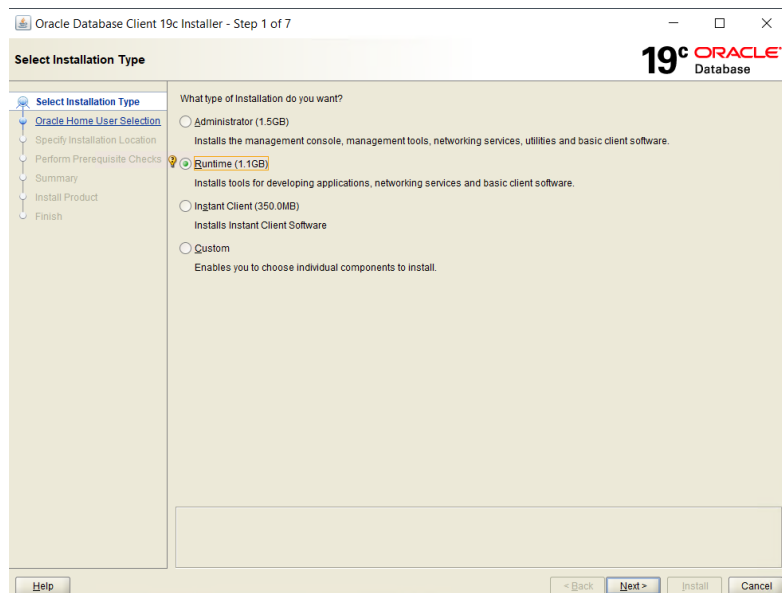 Oracle Database Client 19c Installer - Step 1 of 7
Select Installation Type
19c ORACLE
Database
Select Installation Type
Oracle Home User Selection
Specify Installation Location
Perform Prerequisite Checks
Summary
Install Product
Finish
What type of Installation do you want?
Administrator (1.5GB)
Installs the management console, management tools, networking services, utilities and basic client software.
Runtime (1.1GB)
Installs tools for developing applications, networking services and basic client software.
Instant Client (350.0MB)
Installs Instant Client Software
Custom
Enables you to choose individual components to install.
Help
< Back
Next >
Install
Cancel